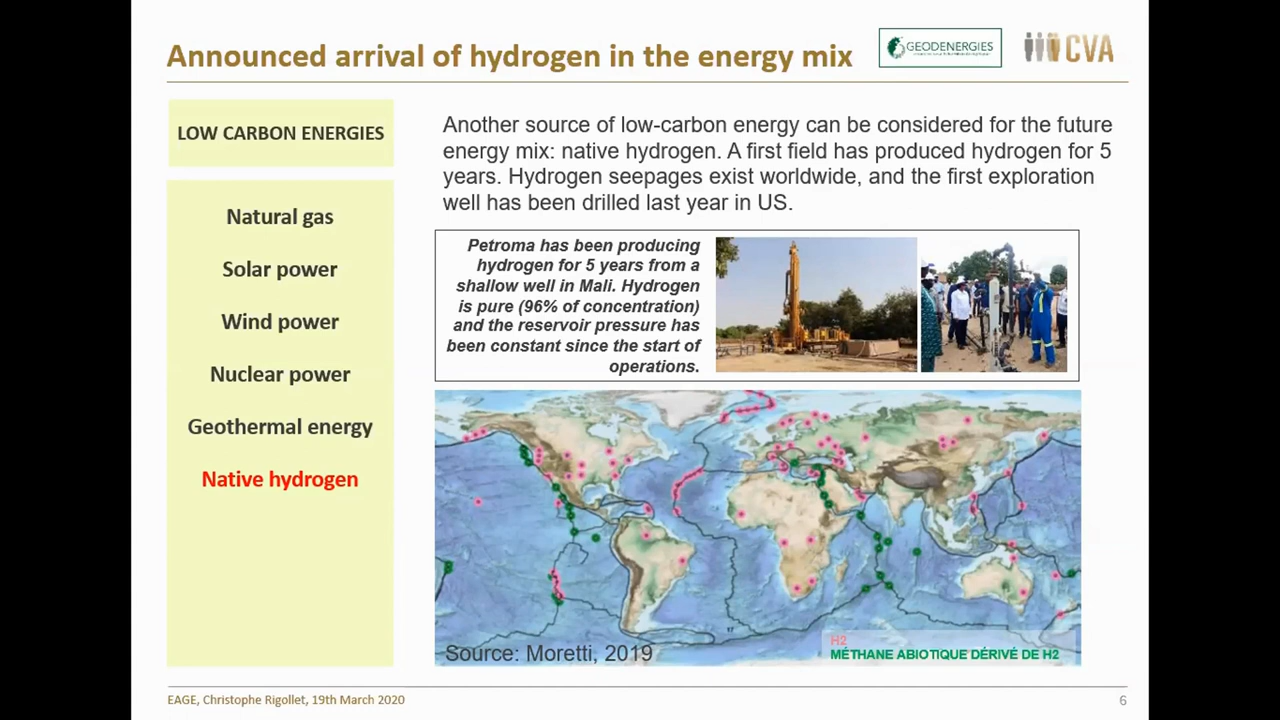 Announced arrival of hydrogen in the energy mix
GEODENERGIES
CVA
LOW CARBON ENERGIES
Natural gas
Solar power
Wind power
Nuclear power
Geothermal energy
Native hydrogen
Another source of low-carbon energy can be considered for the future
energy mix: native hydrogen. A first field has produced hydrogen for 5
years. Hydrogen seepages exist worldwide, and the first exploration
well has been drilled last year in US.
Petroma has been producing
hydrogen for 5 years from a
shallow well in Mali. Hydrogen
is pure (96% of concentration)
and the reservoir pressure has
been constant since the start of
operations.
Source: Moretti, 2019
H2
MÉTHANE ABIOTIQUE DÉRIVÉ DE H2
EAGE, Christophe Rigollet, 19th March 2020
6